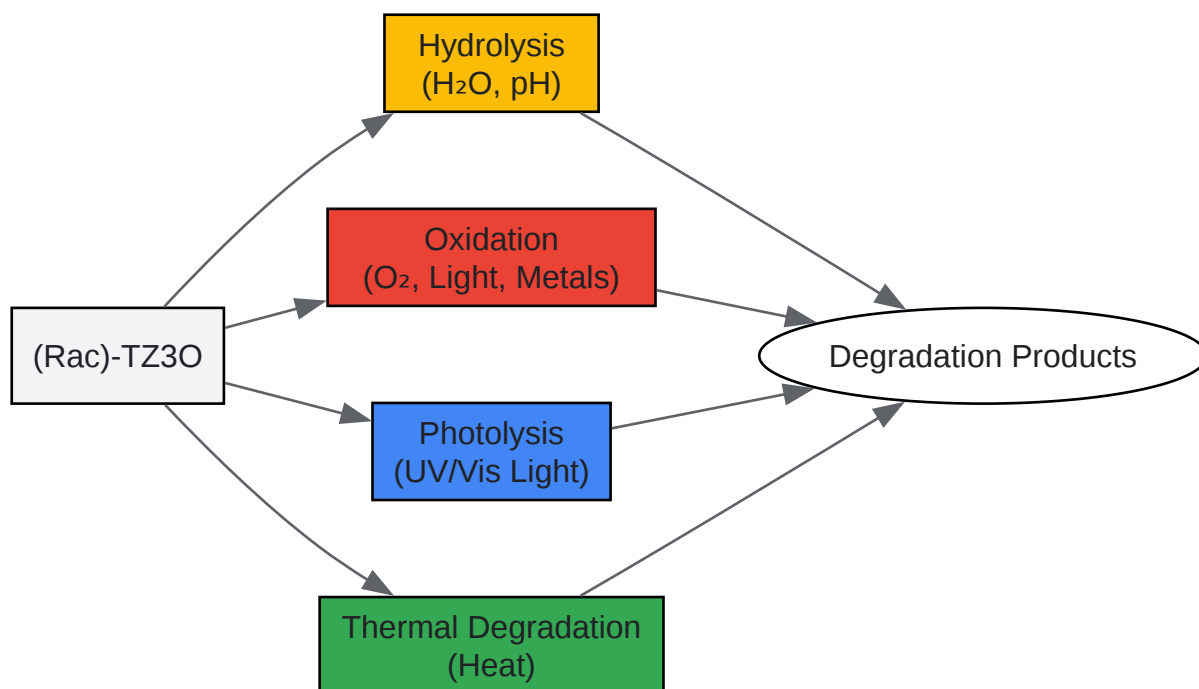 Hydrolysis
(H₂O, pH)
Oxidation
(O₂, Light, Metals)
(Rac)-TZ3O
Degradation Products
Photolysis
(UV/Vis Light)
Thermal Degradation
(Heat)